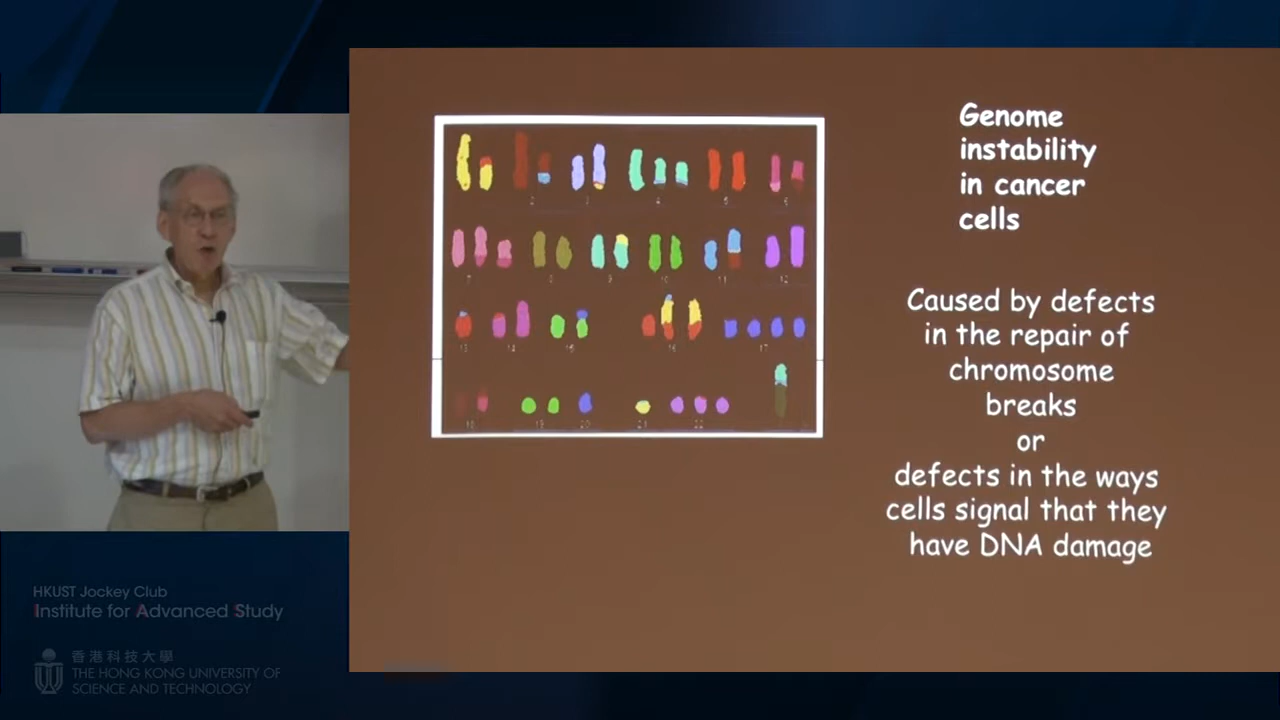 Genome
instability
in cancer
cells
Caused by defects
in the repair of
chromosome
breaks
or
defects in the ways
cells signal that they
have DNA damage
HKUST Jockey Club
Institute for Advanced Study
香港科技大學
THE HONG KONG UNIVERSITY OF
SCIENCE AND TECHNOLOGY